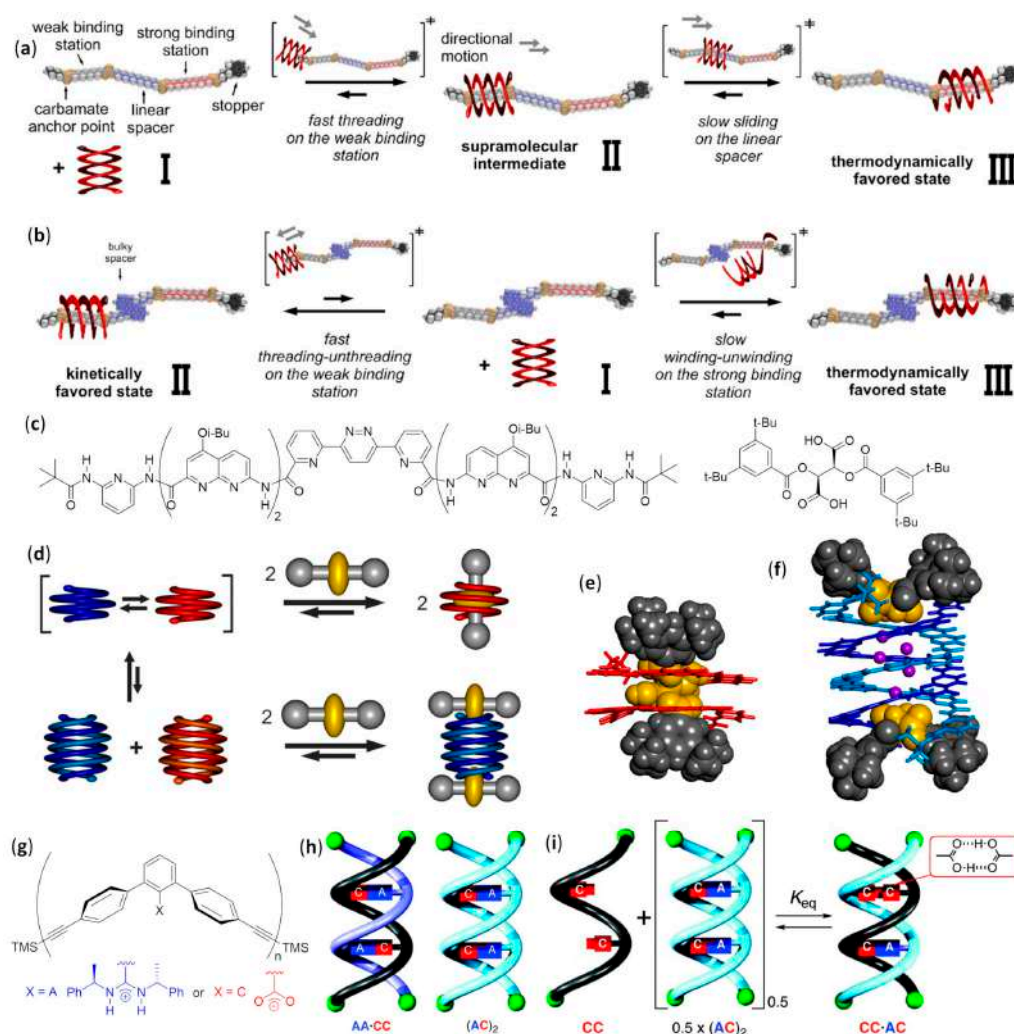 (a)
weak binding
station
strong binding
station
carbamate
anchor point
linear
spacer
stopper
+
I
≠
fast threading
on the weak binding
station
directional
motion
supramolecular
intermediate
II
≠
slow sliding
on the linear
spacer
thermodynamically
favored state
III
(b)
bulky
spacer
kinetically
favored state
II
≠
fast
threading-unthreading
on the weak binding
station
+
I
≠
slow
winding-unwinding
on the strong binding
station
thermodynamically
favored state
III
(c)
Oi-Bu
N N
Oi-Bu
O
H
N
N
H
N
O
N
N
N
H
2
N
O
N
O
N
H
N
N
O
2
H
N
N
H
N
O
t-Bu
t-Bu
HO
O
O
O
O
O
O
OH
t-Bu
t-Bu
(d)
2
2
+
2
(e)
(f)
(g)
X
TMS
TMS
n
X = A
Ph
N
H
⊕
N
H
Ph
or
X = C
O
⊖
O
(h)
C A
A C
AA·CC
C A
C A
(AC)₂
(i)
C
C
CC
+
C A
C A
0.5
0.5 x (AC)₂
Keq
C C
C A
CC·AC
O···H-O
O-H···O